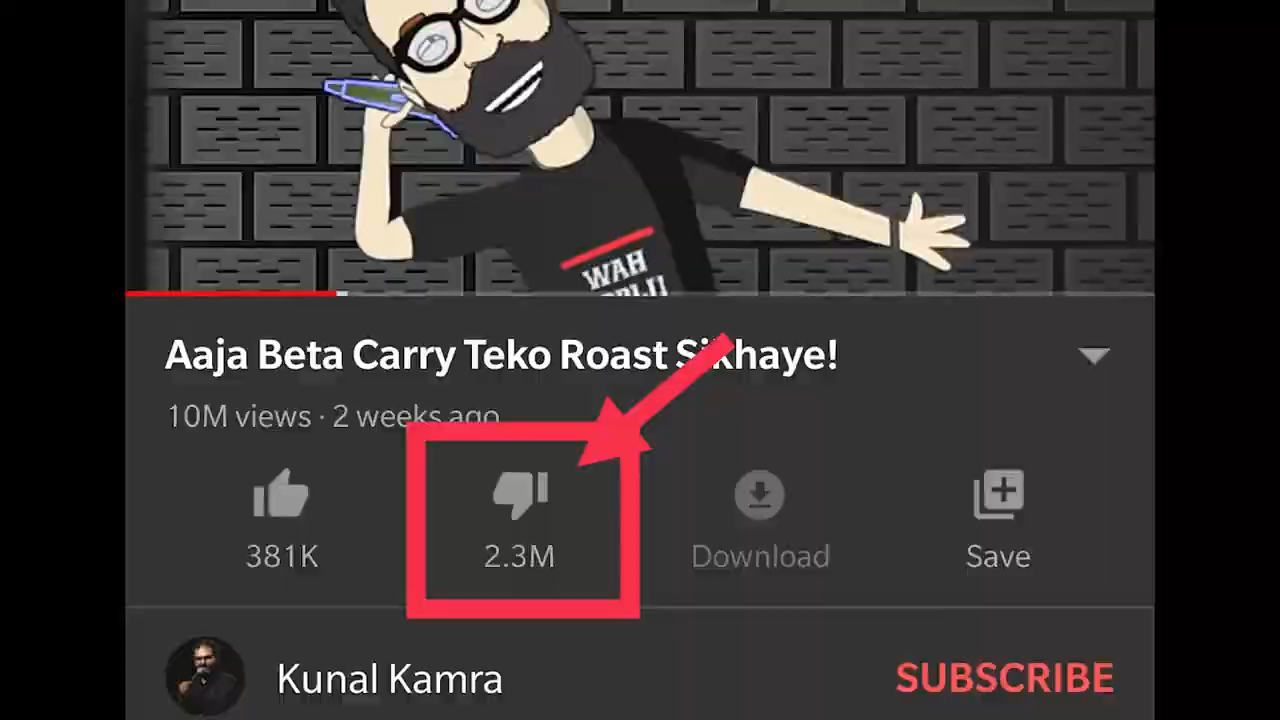 WAH
Aaja Beta Carry Teko Roast Sikhaye!
10M views · 2 weeks ago
381K
2.3M
Download
Save
Kunal Kamra
SUBSCRIBE